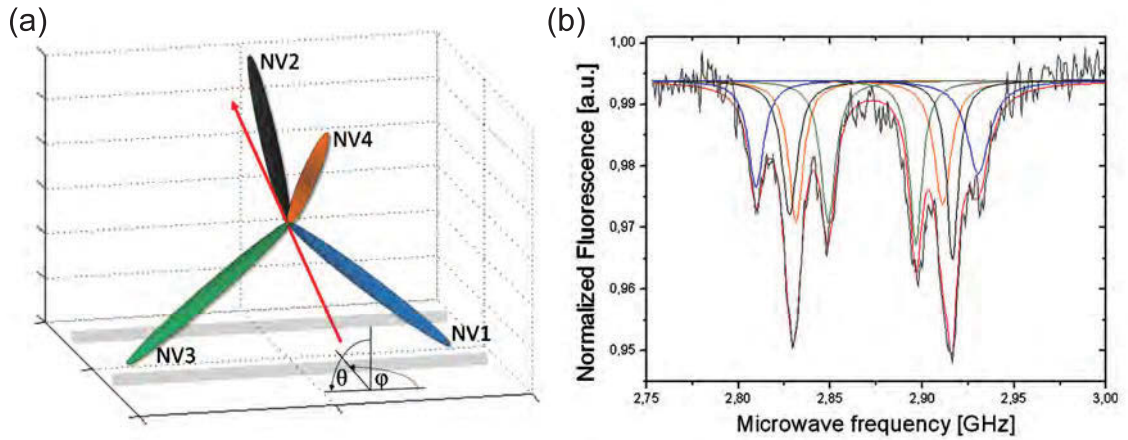 (a)
NV2
NV4
NV3
NV1
θ
φ
(b)
Normalized Fluorescence [a.u.]
1,00
0,99
0,98
0,97
0,96
0,95
2,75
2,80
2,85
2,90
2,95
3,00
Microwave frequency [GHz]